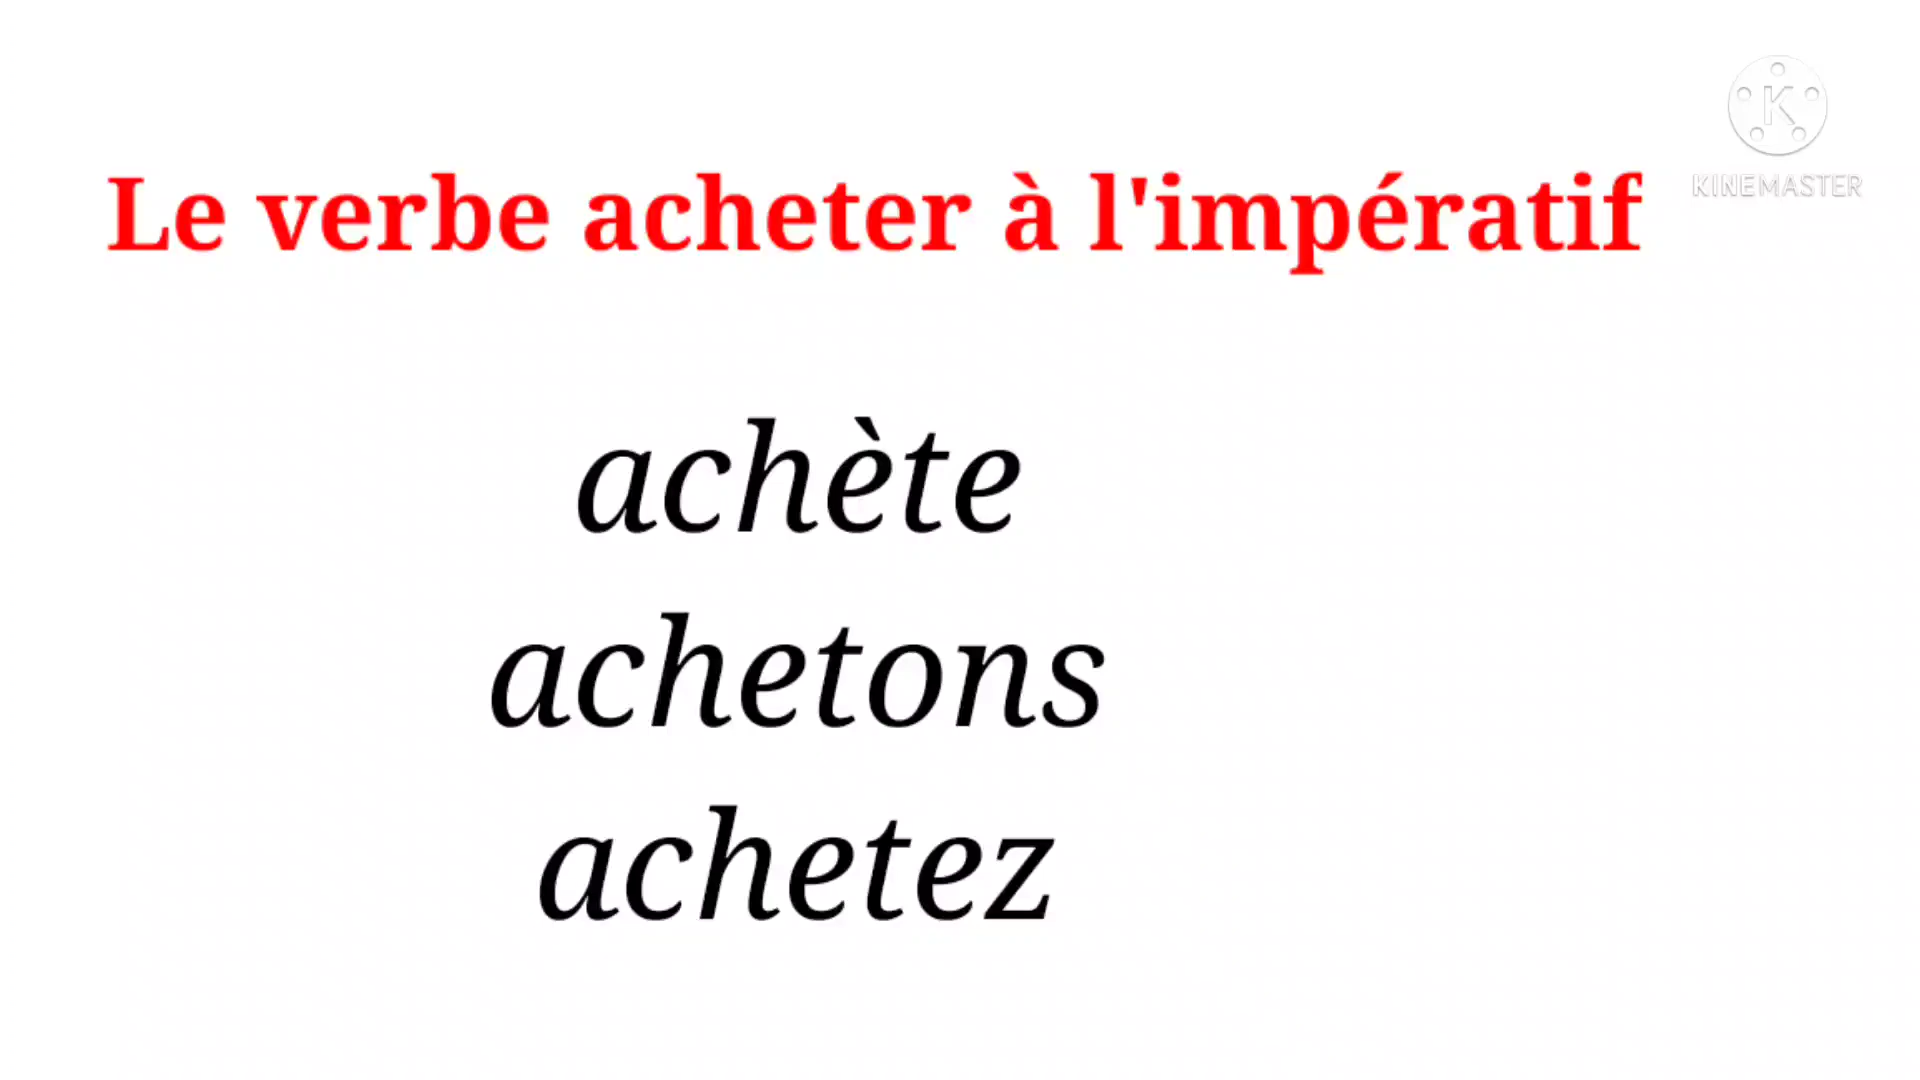 KINEMASTER
Le verbe acheter à l'impératif
achète
achetons
achetez